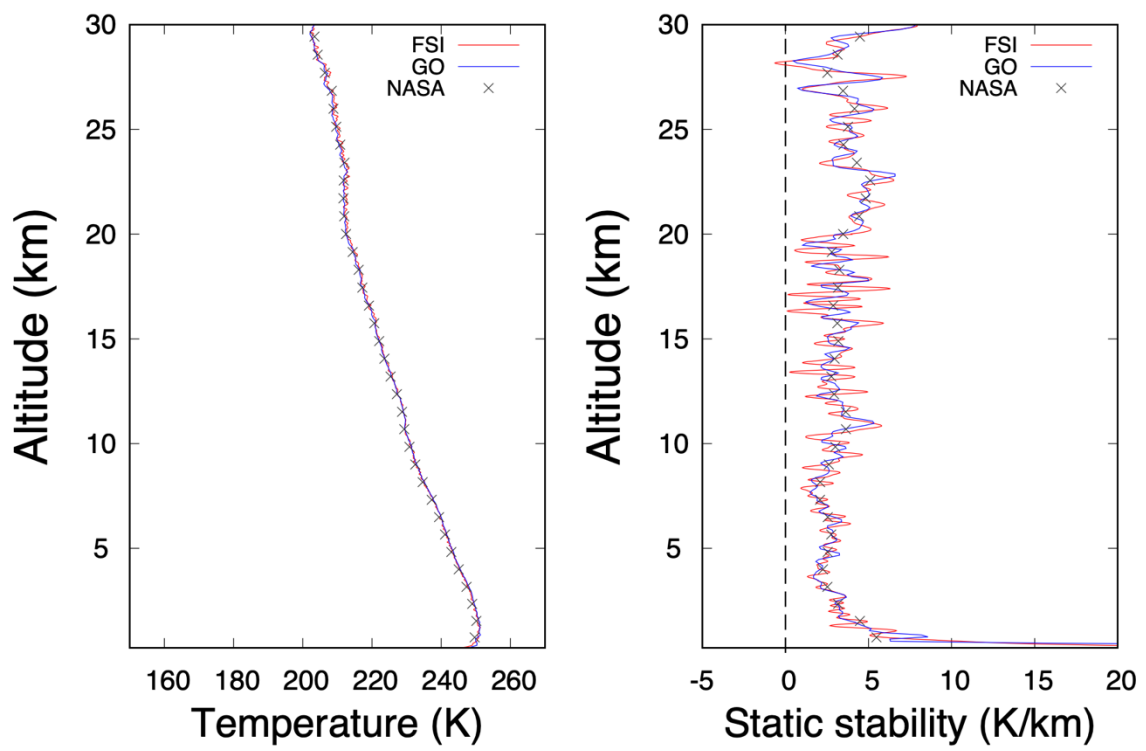 30
25
20
15
10
5
160
180
200
220
240
260
Altitude (km)
Temperature (K)
FSI
GO
NASA
30
25
20
15
10
5
-5
0
5
10
15
20
Altitude (km)
Static stability (K/km)
FSI
GO
NASA